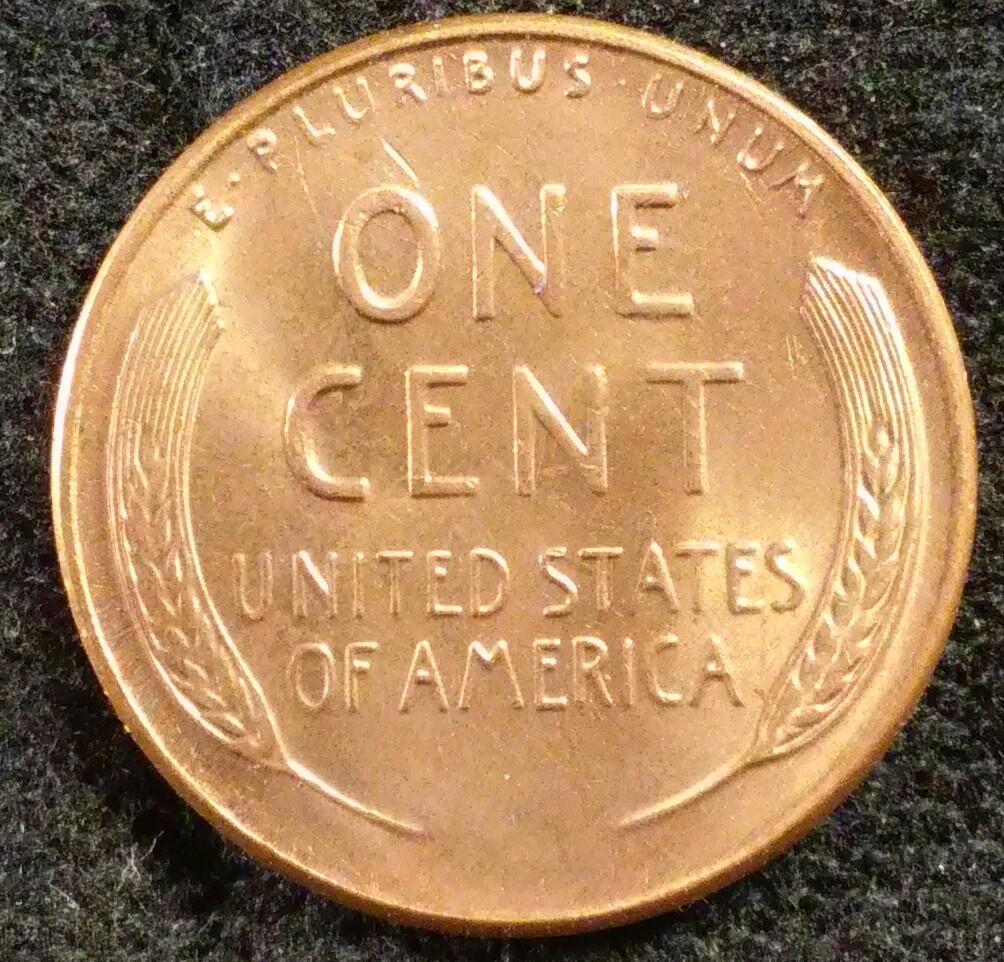 E·PLURIBUS·UNUM
ONE
CENT
UNITED STATES
OF AMERICA